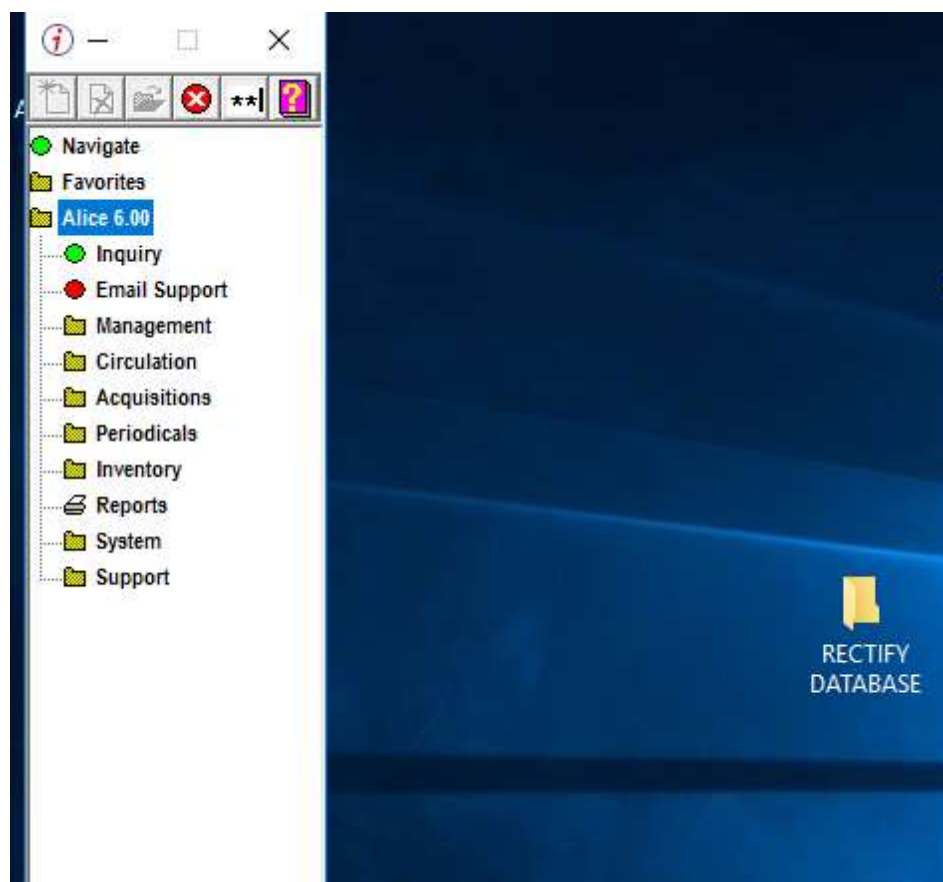 Navigate
Favorites
Alice 6.00
Inquiry
Email Support
Management
Circulation
Acquisitions
Periodicals
Inventory
Reports
System
Support
RECTIFY
DATABASE